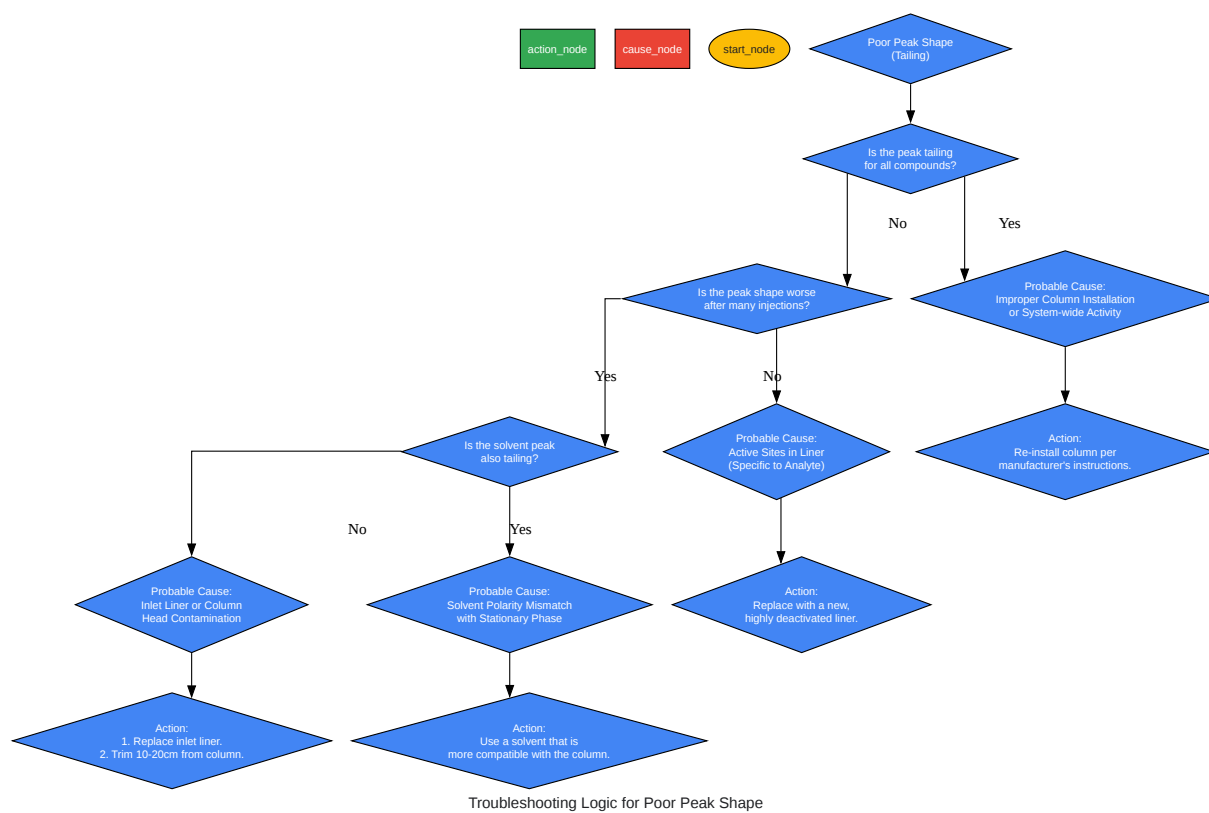 action_node
cause_node
start_node
Poor Peak Shape
(Tailing)
Is the peak tailing
for all compounds?
No
Yes
Is the peak shape worse
after many injections?
Probable Cause:
Improper Column Installation
or System-wide Activity
Yes
No
Is the solvent peak
also tailing?
Probable Cause:
Active Sites in Liner
(Specific to Analyte)
Action:
Re-install column per
manufacturer's instructions.
No
Yes
Probable Cause:
Inlet Liner or Column
Head Contamination
Probable Cause:
Solvent Polarity Mismatch
with Stationary Phase
Action:
Replace with a new,
highly deactivated liner.
Action:
1. Replace inlet liner.
2. Trim 10-20cm from column.
Action:
Use a solvent that is
more compatible with the column.
Troubleshooting Logic for Poor Peak Shape